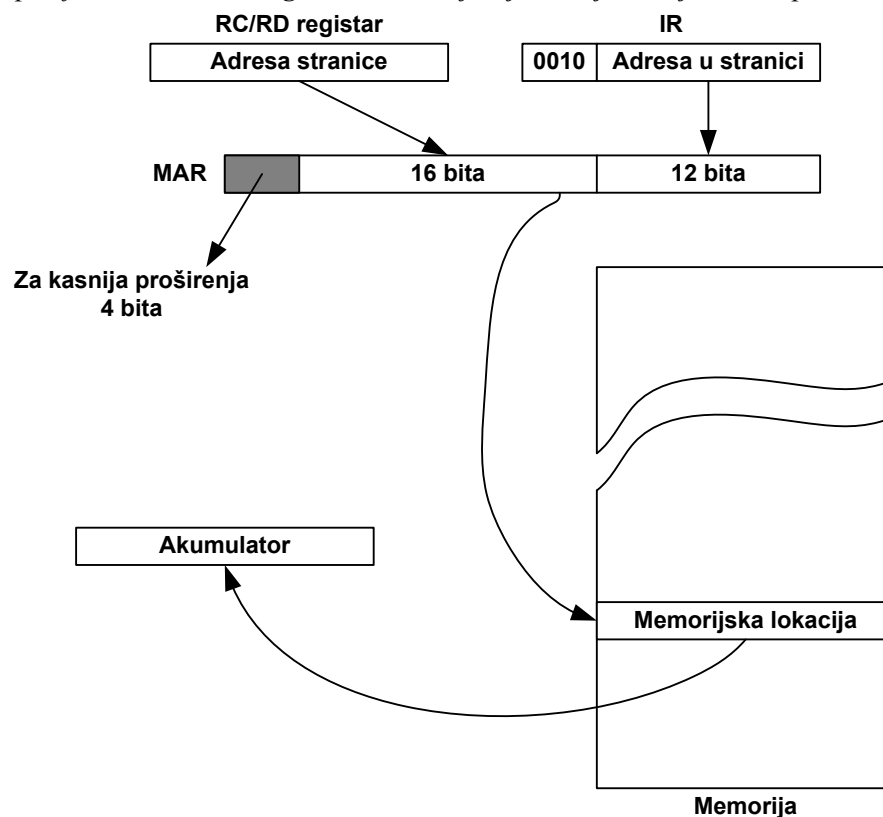 RC/RD registar
IR
Adresa stranice
0010
Adresa u stranici
MAR
16 bita
12 bita
Za kasnija proširenja
4 bita
Akumulator
Memorijska lokacija
Memorija